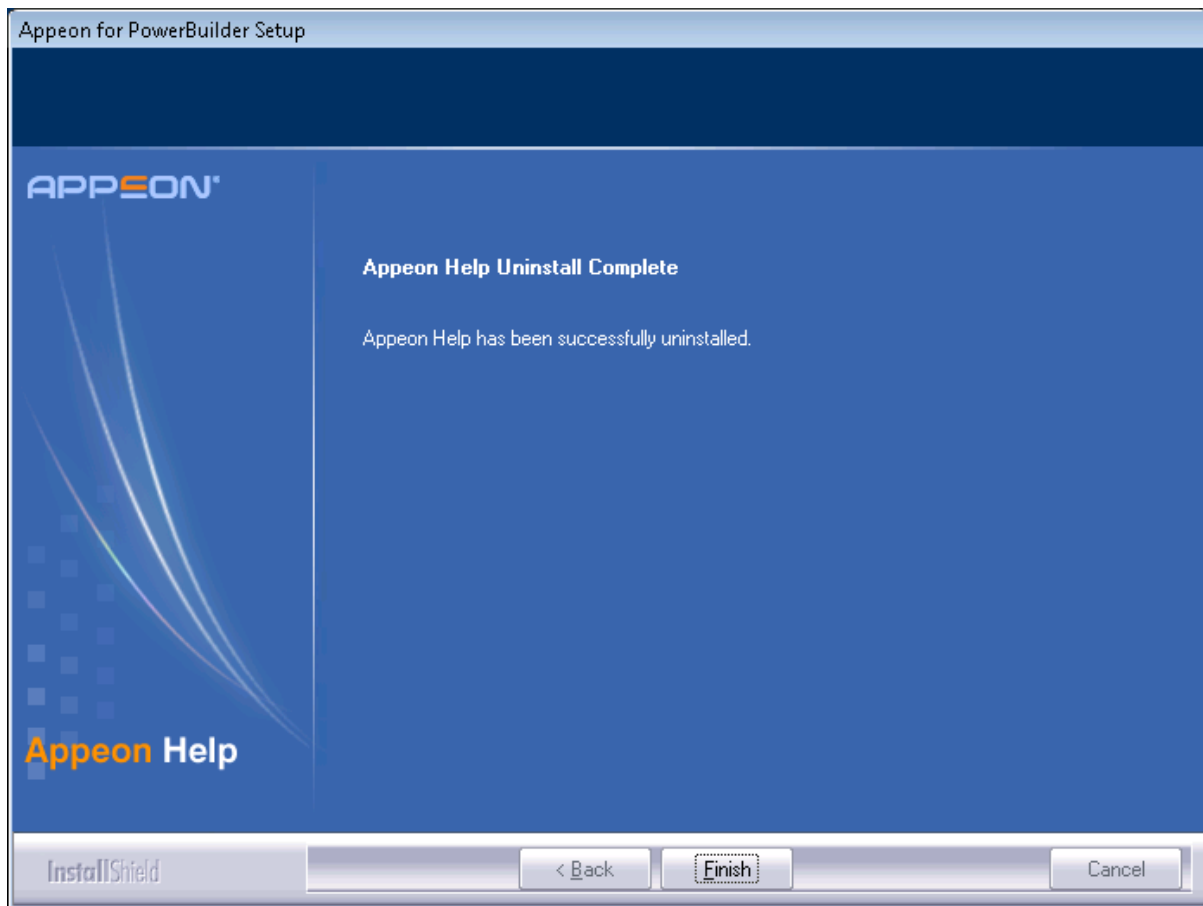 Appeon for PowerBuilder Setup
APPEON®
Appeon Help Uninstall Complete
Appeon Help has been successfully uninstalled.
Appeon Help
InstallShield
< Back
Finish
Cancel